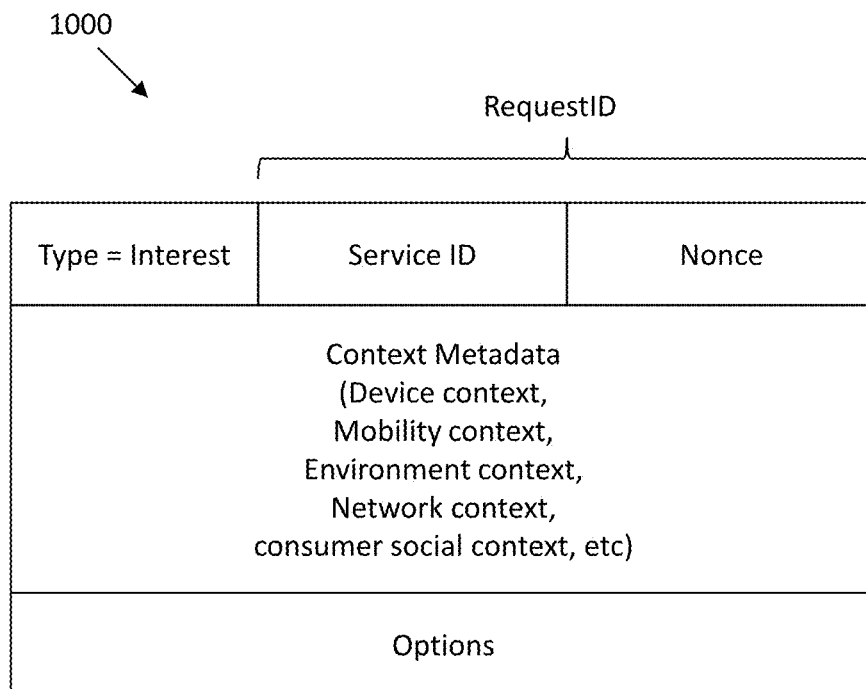 1000
RequestID
Type = Interest
Service ID
Nonce
Context Metadata
(Device context,
Mobility context,
Environment context,
Network context,
consumer social context, etc)
Options